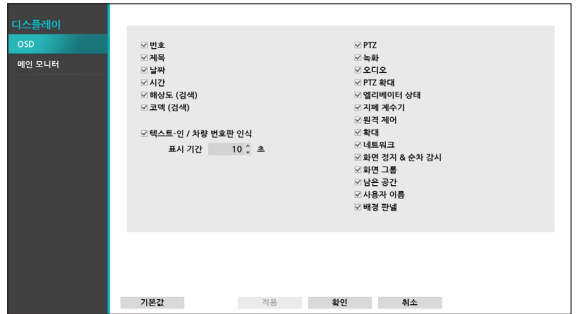 디스플레이
OSD
메인 모니터
번호
제목
날짜
시간
해상도 (검색)
코덱 (검색)
텍스트-인 / 차량 번호판 인식
표시 기간 10 초
PTZ
녹화
오디오
PTZ 확대
엘리베이터 상태
지폐 계수기
원격 제어
확대
네트워크
화면 정지 & 순차 감시
화면 그룹
남은 공간
사용자 이름
배경 판넬
기본값 적용 확인 취소